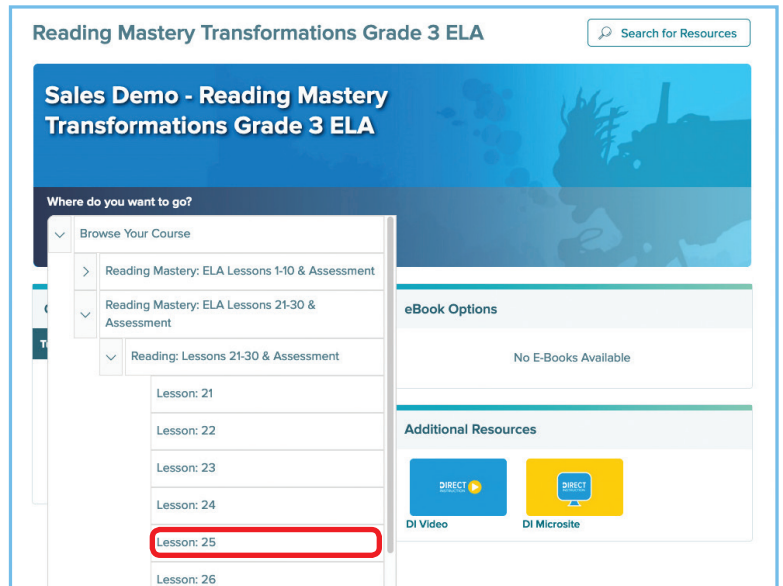 Reading Mastery Transformations Grade 3 ELA
Search for Resources
Sales Demo - Reading Mastery
Transformations Grade 3 ELA
Where do you want to go?
Browse Your Course
Reading Mastery: ELA Lessons 1-10 & Assessment
Reading Mastery: ELA Lessons 21-30 &
Assessment
Reading: Lessons 21-30 & Assessment
Lesson: 21
Lesson: 22
Lesson: 23
Lesson: 24
Lesson: 25
Lesson: 26
eBook Options
No E-Books Available
Additional Resources
DIRECT
INSTRUCTION
DI Video
DIRECT
INSTRUCTION
DI Microsite